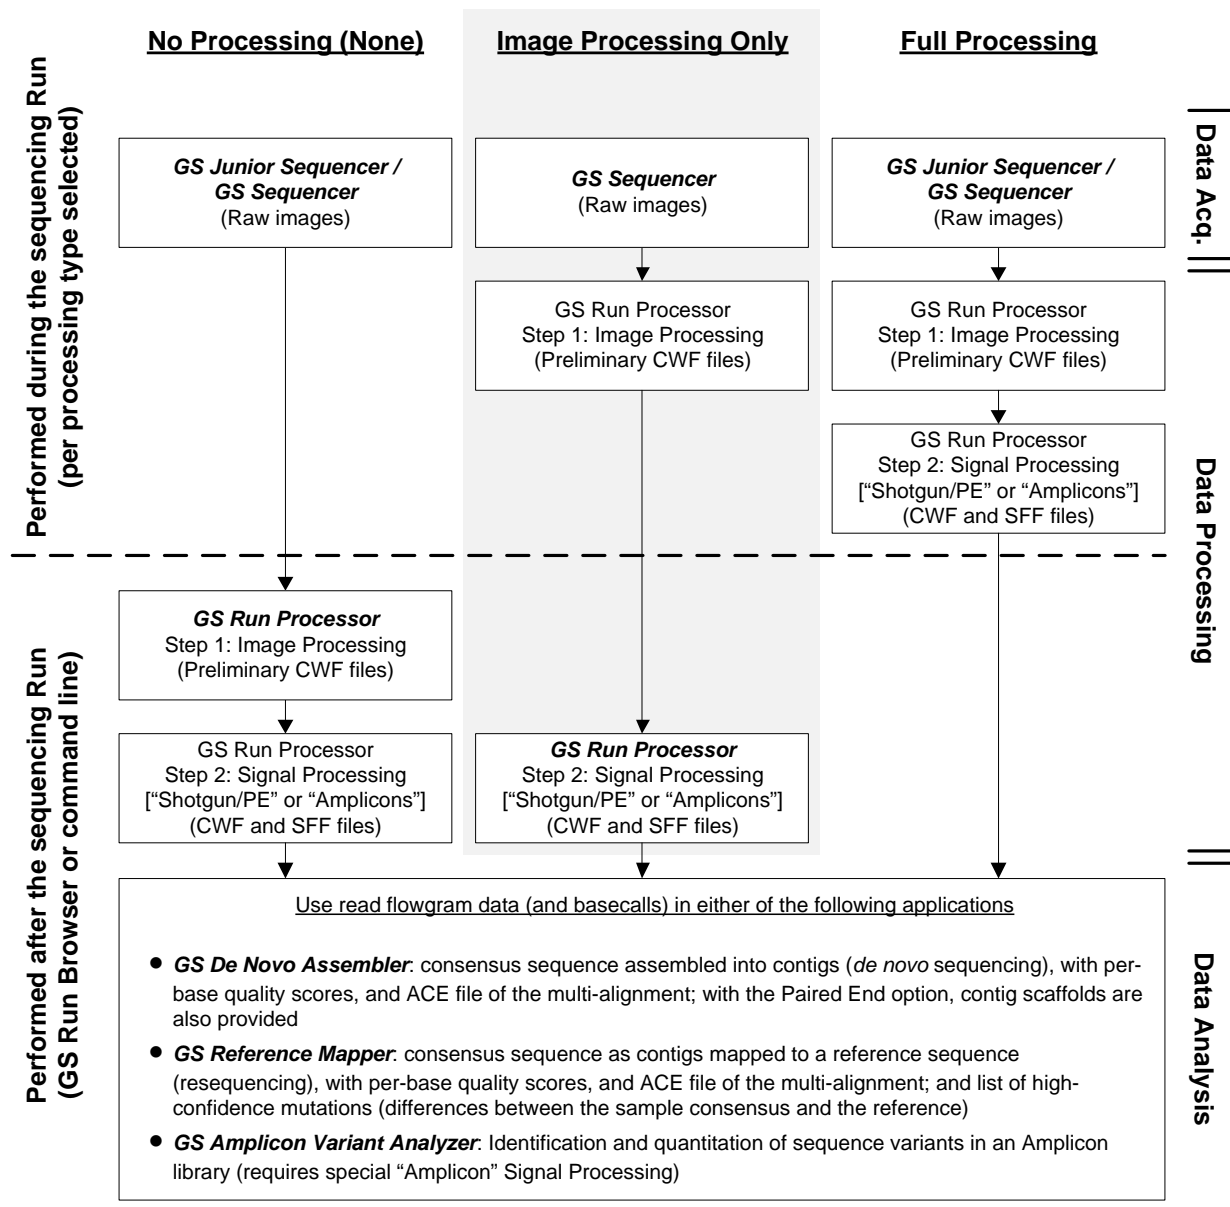 No Processing (None)
Image Processing Only
Full Processing
Performed during the sequencing Run
(per processing type selected)
Data Acq.
GS Junior Sequencer /
GS Sequencer
(Raw images)
GS Sequencer
(Raw images)
GS Junior Sequencer /
GS Sequencer
(Raw images)
GS Run Processor
Step 1: Image Processing
(Preliminary CWF files)
GS Run Processor
Step 1: Image Processing
(Preliminary CWF files)
GS Run Processor
Step 2: Signal Processing
[“Shotgun/PE” or “Amplicons”]
(CWF and SFF files)
Data Processing
Performed after the sequencing Run
(GS Run Browser or command line)
GS Run Processor
Step 1: Image Processing
(Preliminary CWF files)
GS Run Processor
Step 2: Signal Processing
[“Shotgun/PE” or “Amplicons”]
(CWF and SFF files)
GS Run Processor
Step 2: Signal Processing
[“Shotgun/PE” or “Amplicons”]
(CWF and SFF files)
Data Analysis
Use read flowgram data (and basecalls) in either of the following applications
• GS De Novo Assembler: consensus sequence assembled into contigs (de novo sequencing), with per-
base quality scores, and ACE file of the multi-alignment; with the Paired End option, contig scaffolds are
also provided
• GS Reference Mapper: consensus sequence as contigs mapped to a reference sequence
(resequencing), with per-base quality scores, and ACE file of the multi-alignment; and list of high-
confidence mutations (differences between the sample consensus and the reference)
• GS Amplicon Variant Analyzer: Identification and quantitation of sequence variants in an Amplicon
library (requires special “Amplicon” Signal Processing)